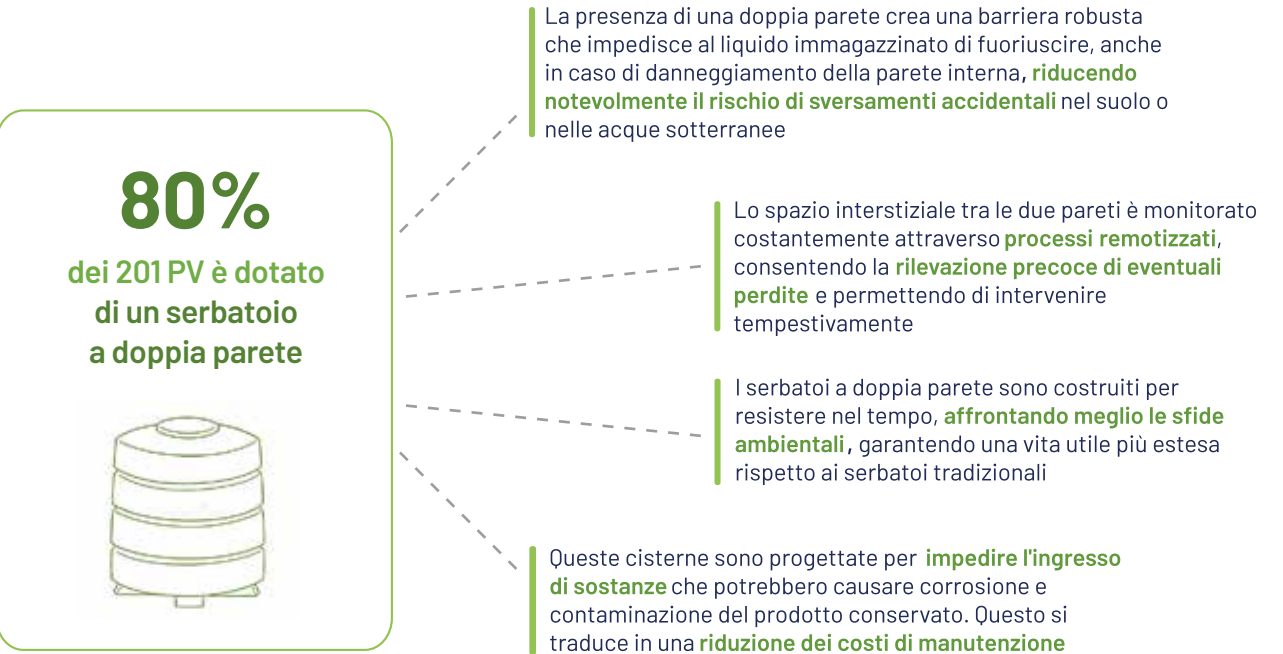 80%
dei 201 PV è dotato
di un serbatoio
a doppia parete
La presenza di una doppia parete crea una barriera robusta
che impedisce al liquido immagazzinato di fuoriuscire, anche
in caso di danneggiamento della parete interna, riducendo
notevolmente il rischio di sversamenti accidentali nel suolo o
nelle acque sotterranee
Lo spazio interstiziale tra le due pareti è monitorato
costantemente attraverso processi remotizzati,
consentendo la rilevazione precoce di eventuali
perdite e permettendo di intervenire
tempestivamente
I serbatoi a doppia parete sono costruiti per
resistere nel tempo, affrontando meglio le sfide
ambientali, garantendo una vita utile più estesa
rispetto ai serbatoi tradizionali
Queste cisterne sono progettate per impedire l'ingresso
di sostanze che potrebbero causare corrosione e
contaminazione del prodotto conservato. Questo si
traduce in una riduzione dei costi di manutenzione